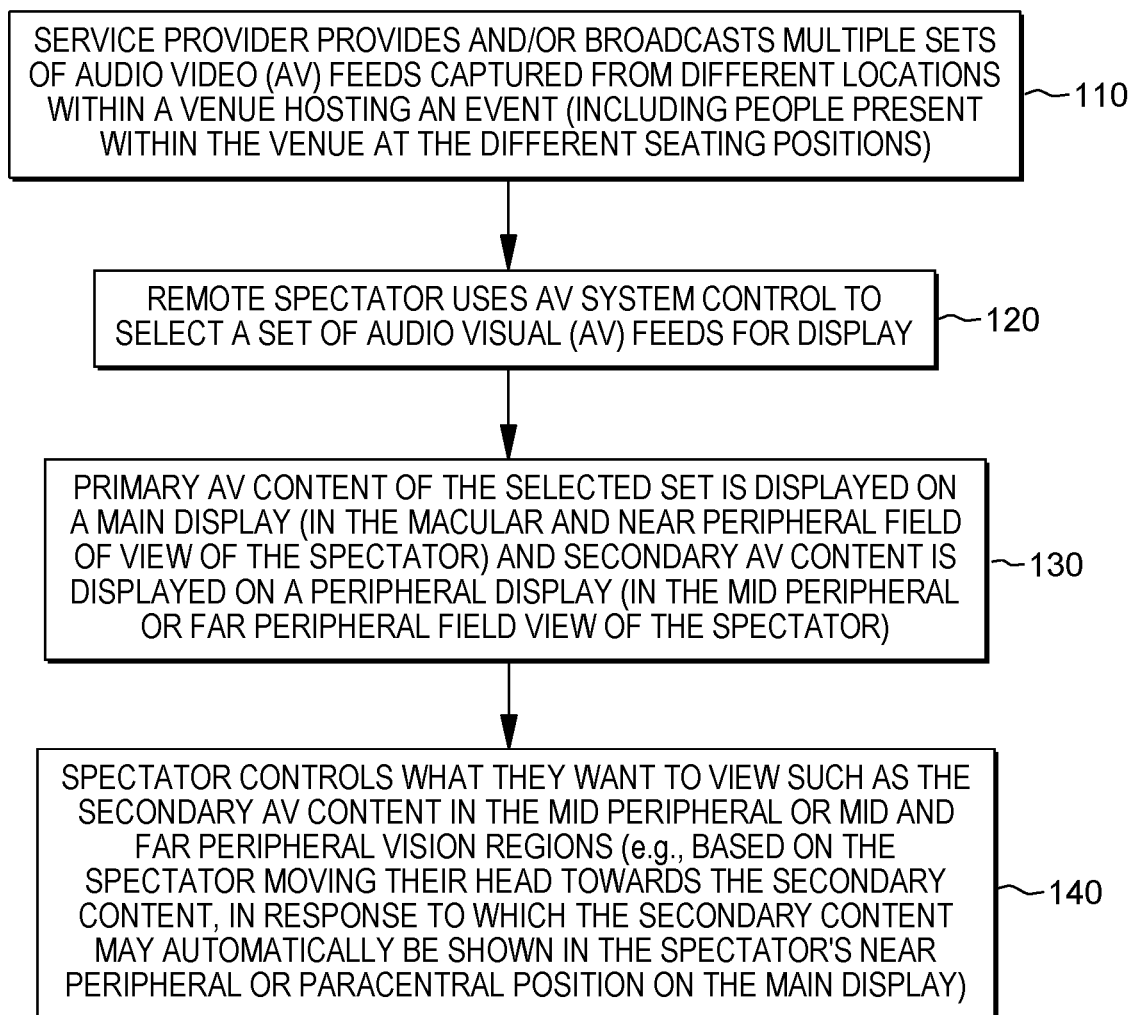 SERVICE PROVIDER PROVIDES AND/OR BROADCASTS MULTIPLE SETS
OF AUDIO VIDEO (AV) FEEDS CAPTURED FROM DIFFERENT LOCATIONS
WITHIN A VENUE HOSTING AN EVENT (INCLUDING PEOPLE PRESENT
WITHIN THE VENUE AT THE DIFFERENT SEATING POSITIONS)
110
REMOTE SPECTATOR USES AV SYSTEM CONTROL TO
SELECT A SET OF AUDIO VISUAL (AV) FEEDS FOR DISPLAY
120
PRIMARY AV CONTENT OF THE SELECTED SET IS DISPLAYED ON
A MAIN DISPLAY (IN THE MACULAR AND NEAR PERIPHERAL FIELD
OF VIEW OF THE SPECTATOR) AND SECONDARY AV CONTENT IS
DISPLAYED ON A PERIPHERAL DISPLAY (IN THE MID PERIPHERAL
OR FAR PERIPHERAL FIELD VIEW OF THE SPECTATOR)
130
SPECTATOR CONTROLS WHAT THEY WANT TO VIEW SUCH AS THE
SECONDARY AV CONTENT IN THE MID PERIPHERAL OR MID AND
FAR PERIPHERAL VISION REGIONS (e.g., BASED ON THE
SPECTATOR MOVING THEIR HEAD TOWARDS THE SECONDARY
CONTENT, IN RESPONSE TO WHICH THE SECONDARY CONTENT
MAY AUTOMATICALLY BE SHOWN IN THE SPECTATOR'S NEAR
PERIPHERAL OR PARACENTRAL POSITION ON THE MAIN DISPLAY)
140